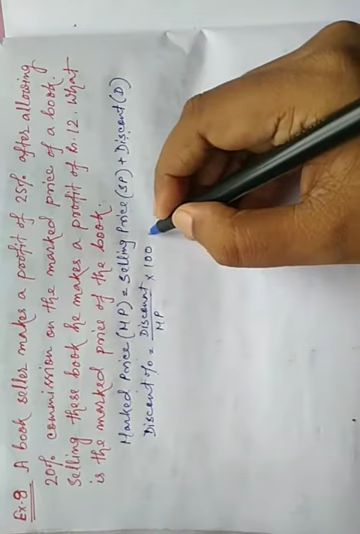 Ex-8 A book seller makes a profit of 25% after allowing
20% commission on the marked price of a book.
Selling these book he makes a profit of Rs.12. What
is the marked price of the book.
Marked Price (MP) = Selling Price (SP) + Discount (D)
Discount % = Discount / MP × 100